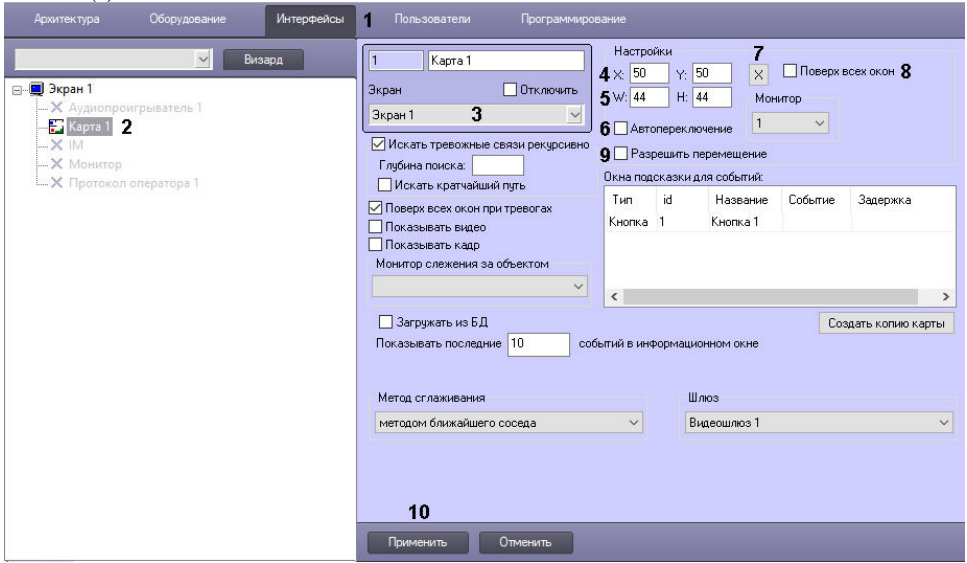 Архитектура Оборудование Интерфейсы 1 Пользователи Программирование
Визард
Экран 1
Аудиопроигрыватель 1
Карта 1 2
IM
Монитор
Протокол оператора 1
1 Карта 1
Экран Отключить
Экран 1 3
Искать тревожные связи рекурсивно
Глубина поиска:
Искать кратчайший путь
Поверх всех окон при тревогах
Показывать видео
Показывать кадр
Монитор слежения за объектом
Загружать из БД
Показывать последние 10 событий в информационном окне
Настройки 7
4 X: 50 Y: 50 X Поверх всех окон 8
5 W: 44 H: 44 Монитор
6 Автопереключение 1
9 Разрешить перемещение
Окна подсказки для событий:
Тип id Название Событие Задержка
Кнопка 1 Кнопка 1
Создать копию карты
Метод сглаживания Шлюз
методом ближайшего соседа Видеошлюз 1
10
Применить Отменить